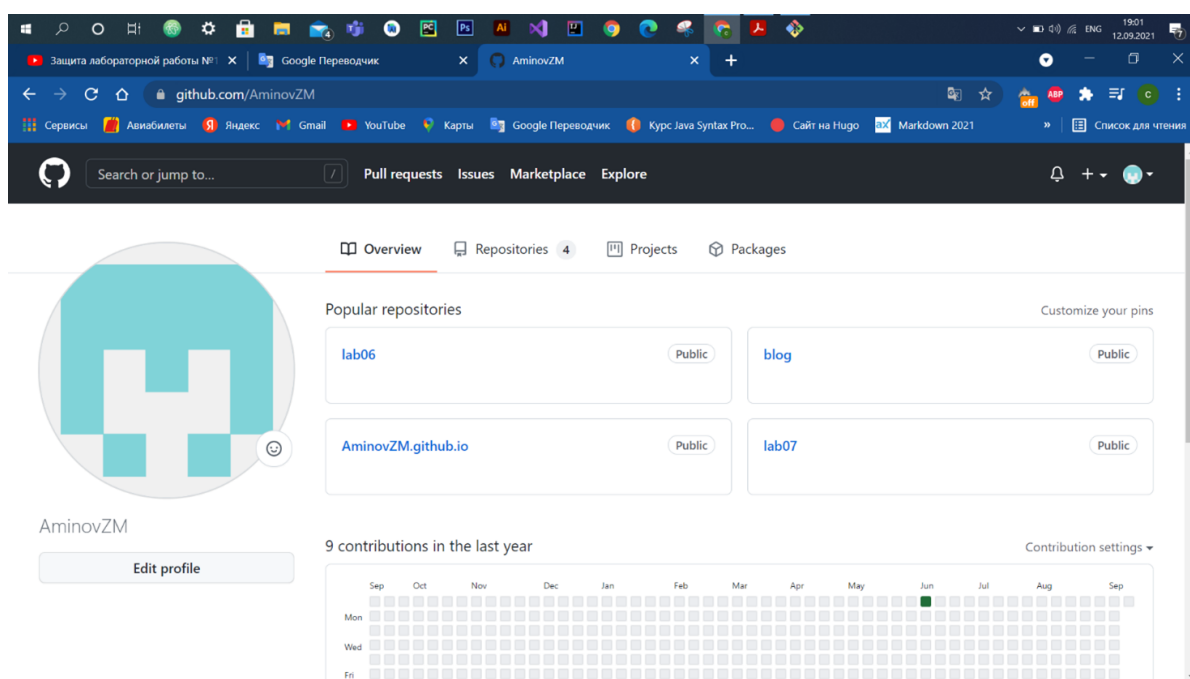 19:01
ENG
12.09.2021
Защита лабораторной работы №1
Google Переводчик
AminovZM
github.com/AminovZM
Сервисы Авиабилеты Яндекс Gmail YouTube Карты Google Переводчик Курс Java Syntax Pro... Сайт на Hugo Markdown 2021 » Список для чтения
Search or jump to... / Pull requests Issues Marketplace Explore
Overview Repositories 4 Projects Packages
Popular repositories Customize your pins
lab06 Public blog Public
AminovZM.github.io Public lab07 Public
AminovZM
Edit profile
9 contributions in the last year Contribution settings
Sep Oct Nov Dec Jan Feb Mar Apr May Jun Jul Aug Sep
Mon
Wed
Fri